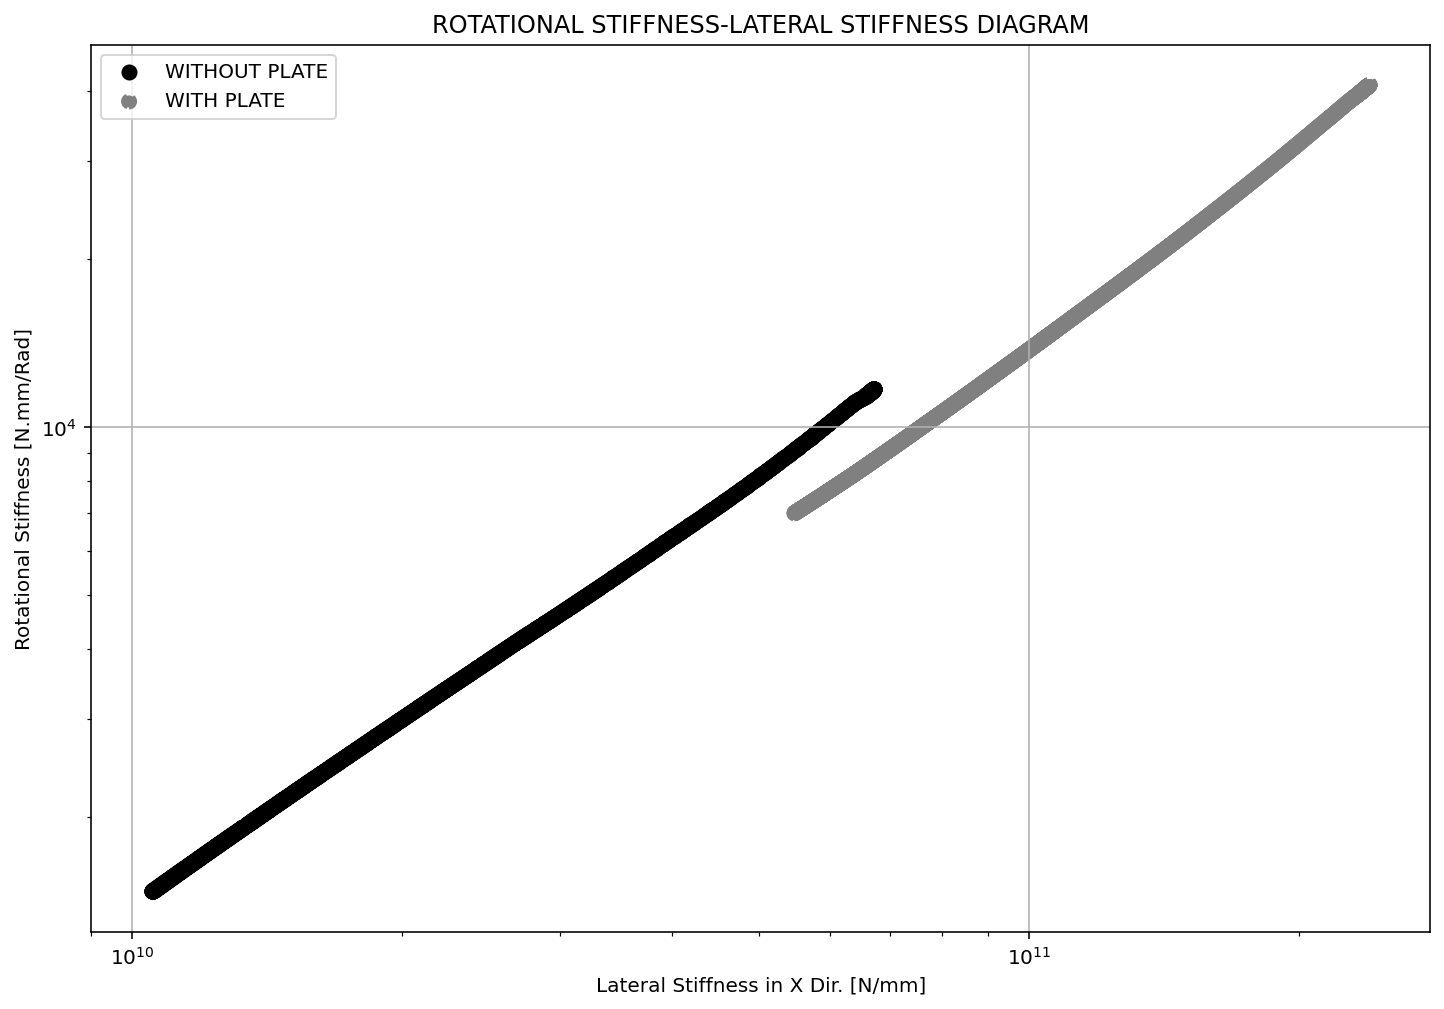 ROTATIONAL STIFFNESS-LATERAL STIFFNESS DIAGRAM
WITHOUT PLATE
WITH PLATE
Rotational Stiffness [N.mm/Rad]
10⁴
10¹⁰
10¹¹
Lateral Stiffness in X Dir. [N/mm]